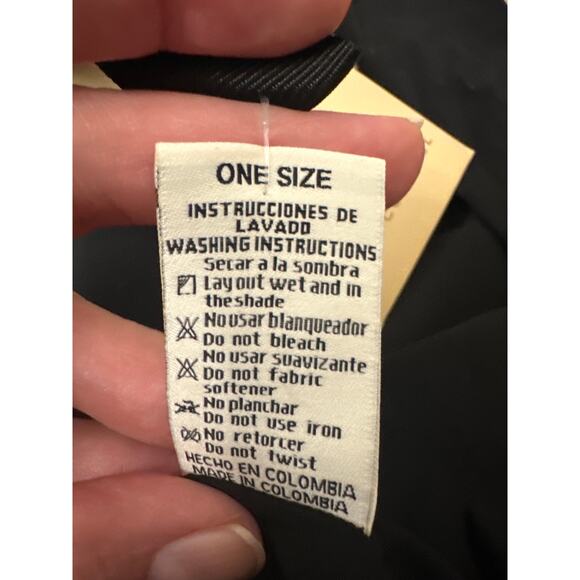 ONE SIZE
INSTRUCCIONES DE
LAVADO
WASHING INSTRUCTIONS
Secar a la sombra
Lay out wet and in
the shade
No usar blanqueador
Do not bleach
No usar suavizante
Do not fabric
softener
No planchar
Do not use iron
No retorcer
Do not twist
HECHO EN COLOMBIA
MADE IN COLOMBIA